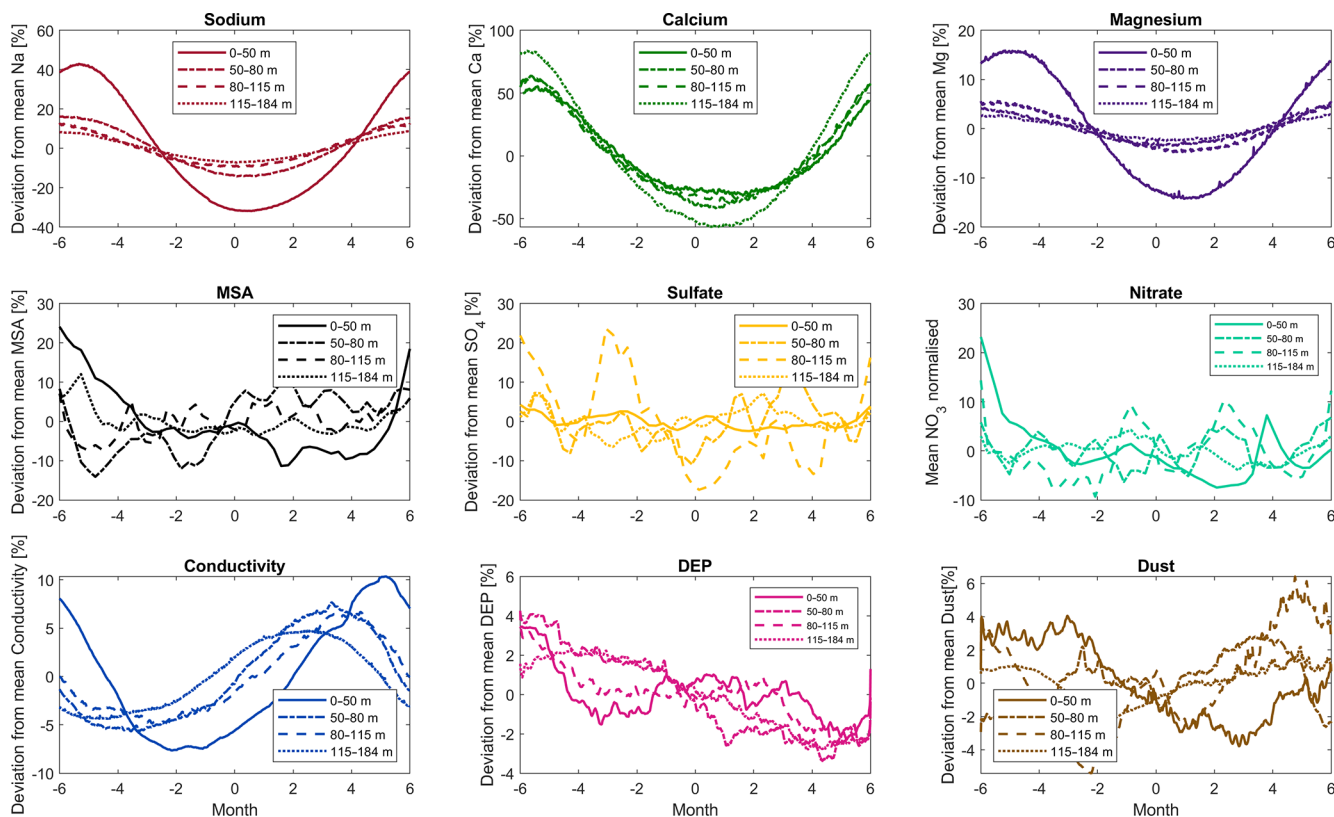 Sodium
Deviation from mean Na [%]
60
40
20
0
-20
-40
-6 -4 -2 0 2 4 6
0–50 m
50–80 m
80–115 m
115–184 m
Calcium
Deviation from mean Ca [%]
100
50
0
-50
-6 -4 -2 0 2 4 6
0–50 m
50–80 m
80–115 m
115–184 m
Magnesium
Deviation from mean Mg [%]
20
10
0
-10
-20
-6 -4 -2 0 2 4 6
0–50 m
50–80 m
80–115 m
115–184 m
MSA
Deviation from mean MSA [%]
30
20
10
0
-10
-20
-6 -4 -2 0 2 4 6
0–50 m
50–80 m
80–115 m
115–184 m
Sulfate
Deviation from mean SO4 [%]
30
20
10
0
-10
-20
-6 -4 -2 0 2 4 6
0–50 m
50–80 m
80–115 m
115–184 m
Nitrate
Mean NO3 normalised
30
20
10
0
-10
-6 -4 -2 0 2 4 6
0–50 m
50–80 m
80–115 m
115–184 m
Conductivity
Deviation from mean Conductivity [%]
10
5
0
-5
-10
-6 -4 -2 0 2 4 6
Month
0–50 m
50–80 m
80–115 m
115–184 m
DEP
Deviation from mean DEP [%]
6
4
2
0
-2
-4
-6 -4 -2 0 2 4 6
Month
0–50 m
50–80 m
80–115 m
115–184 m
Dust
Deviation from mean Dust[%]
6
4
2
0
-2
-4
-6 -4 -2 0 2 4 6
Month
0–50 m
50–80 m
80–115 m
115–184 m